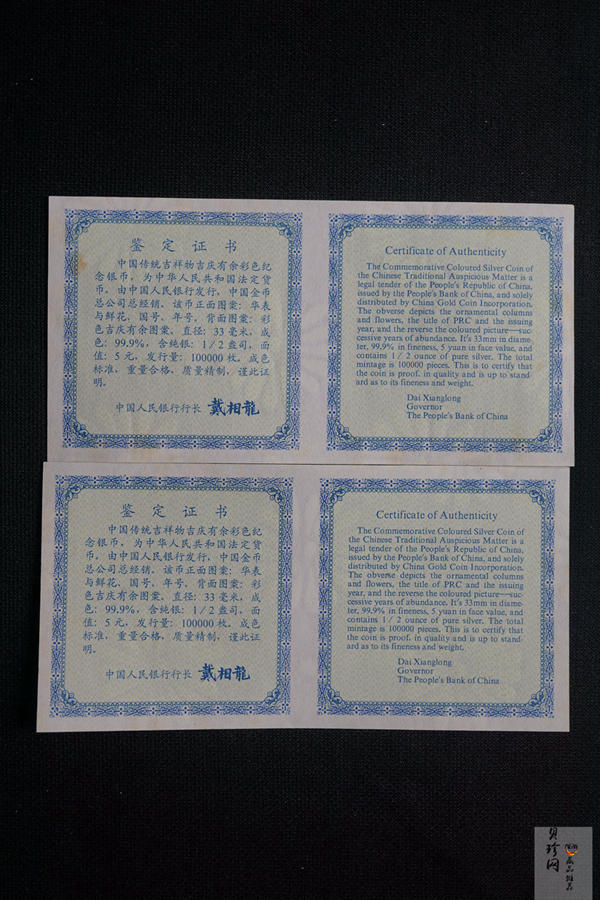 鉴定证书
中国传统吉祥物吉庆有余彩色纪
念银币，为中华人民共和国法定货
币。由中国人民银行发行，中国金币
总公司总经销。该币正面图案：华表
与鲜花、国号、年号，背面图案：彩
色吉庆有余图案。直径：33毫米，成
色：99.9%，含纯银：1/2盎司，面
值：5元，发行量：100000枚。成色
标准，重量合格，质量精制，谨此证
明。
中国人民银行行长 戴相龍
Certificate of Authenticity
The Commemorative Coloured Silver Coin of
the Chinese Traditional Auspicious Matter is a
legal tender of the People's Republic of China,
issued by the People's Bank of China, and solely
distributed by China Gold Coin Incorporation.
The obverse depicts the ornamental columns
and flowers, the title of PRC and the issuing
year, and the reverse the coloured picture—suc-
cessive years of abundance. It's 33mm in diame-
ter, 99.9% in fineness, 5 yuan in face value, and
contains 1/2 ounce of pure silver. The total
mintage is 100000 pieces. This is to certify that
the coin is proof, in quality and is up to stand-
ard as to its fineness and weight.
Dai Xianglong
Governor
The People's Bank of China
鉴定证书
中国传统吉祥物吉庆有余彩色纪
念银币，为中华人民共和国法定货
币。由中国人民银行发行，中国金币
总公司总经销。该币正面图案：华表
与鲜花、国号、年号，背面图案：彩
色吉庆有余图案。直径：33毫米，成
色：99.9%，含纯银：1/2盎司，面
值：5元，发行量：100000枚。成色
标准，重量合格，质量精制，谨此证
明。
中国人民银行行长 戴相龍
Certificate of Authenticity
The Commemorative Coloured Silver Coin of
the Chinese Traditional Auspicious Matter is a
legal tender of the People's Republic of China,
issued by the People's Bank of China, and solely
distributed by China Gold Coin Incorporation.
The obverse depicts the ornamental columns
and flowers, the title of PRC and the issuing
year, and the reverse the coloured picture—suc-
cessive years of abundance. It's 33mm in diame-
ter, 99.9% in fineness, 5 yuan in face value, and
contains 1/2 ounce of pure silver. The total
mintage is 100000 pieces. This is to certify that
the coin is proof, in quality and is up to stand-
ard as to its fineness and weight.
Dai Xianglong
Governor
The People's Bank of China
贝珍网